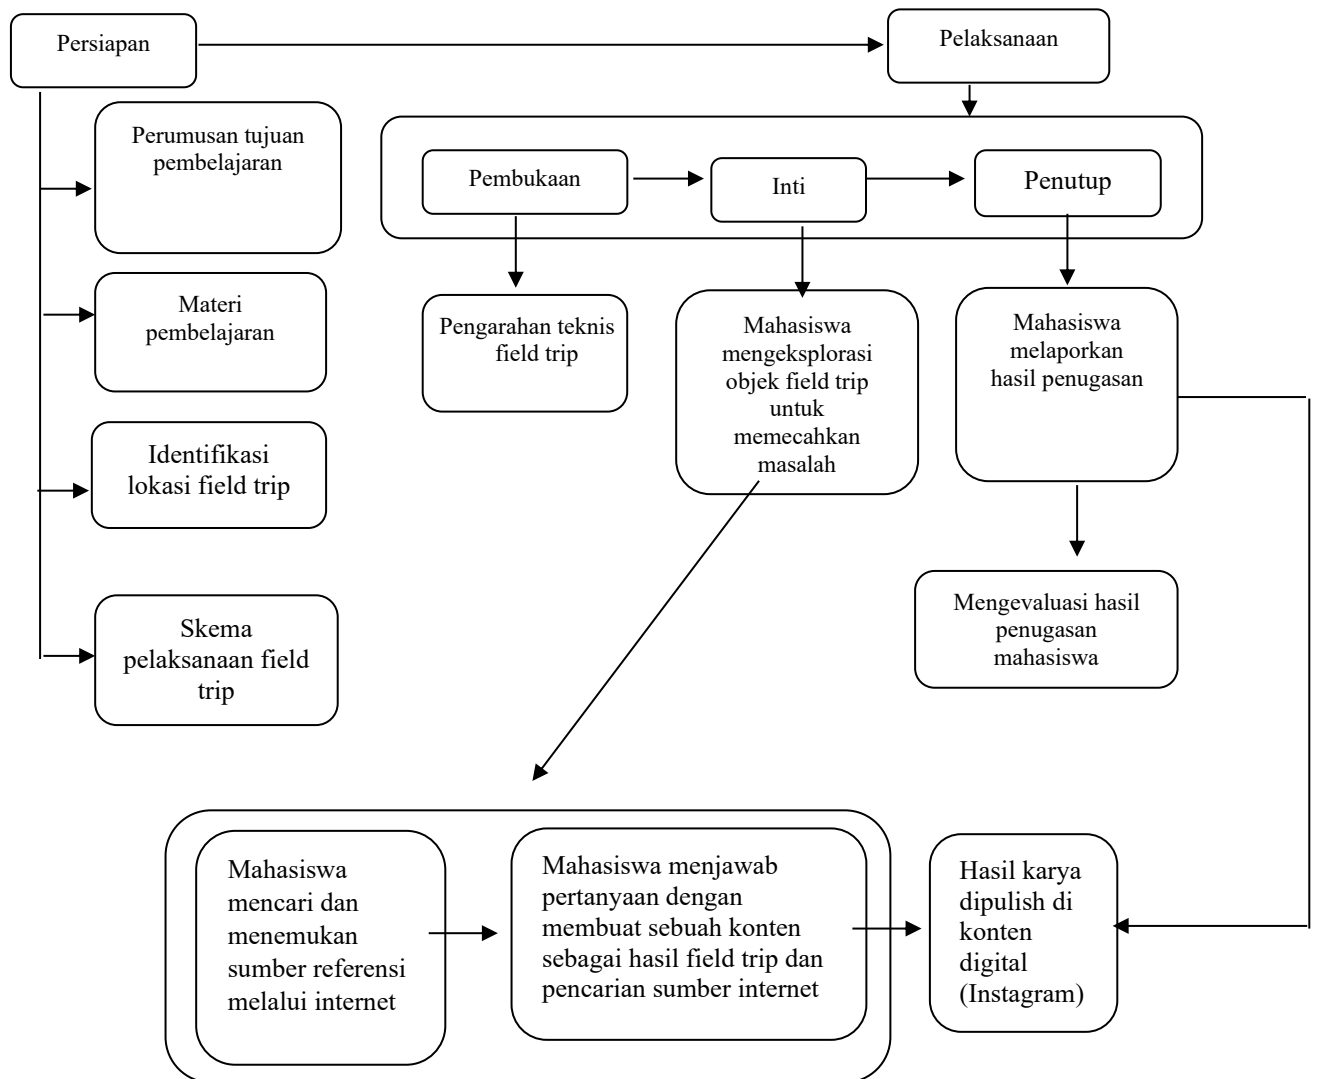 Persiapan
Pelaksanaan
Perumusan tujuan
pembelajaran
Materi
pembelajaran
Identifikasi
lokasi field trip
Skema
pelaksanaan field
trip
Pembukaan
Inti
Penutup
Pengarahan teknis
field trip
Mahasiswa
mengeksplorasi
objek field trip
untuk
memecahkan
masalah
Mahasiswa
melaporkan
hasil penugasan
Mengevaluasi hasil
penugasan
mahasiswa
Mahasiswa
mencari dan
menemukan
sumber referensi
melalui internet
Mahasiswa menjawab
pertanyaan dengan
membuat sebuah konten
sebagai hasil field trip dan
pencarian sumber internet
Hasil karya
dipulish di
konten
digital
(Instagram)